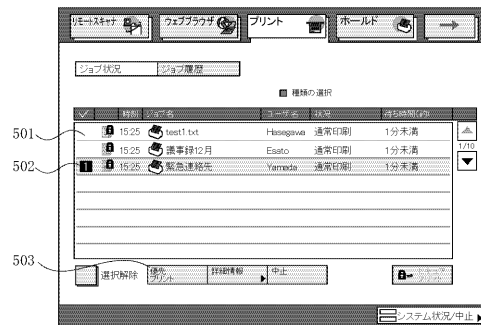 リモートスキャナ
ウェブブラウザ
プリント
ホールド
ジョブ状況
ジョブ履歴
種類の選択
時刻 ジョブ名 ユーザ名 状況 待ち時間(分)
501
15:25 test1.txt Hasegawa 通常印刷 1分未満
15:25 議事録12月 Esato 通常印刷 1分未満
1/10
502
1 15:25 緊急連絡先 Yamada 通常印刷 1分未満
503
選択解除
優先
プリント
詳細情報
中止
システム状況/中止